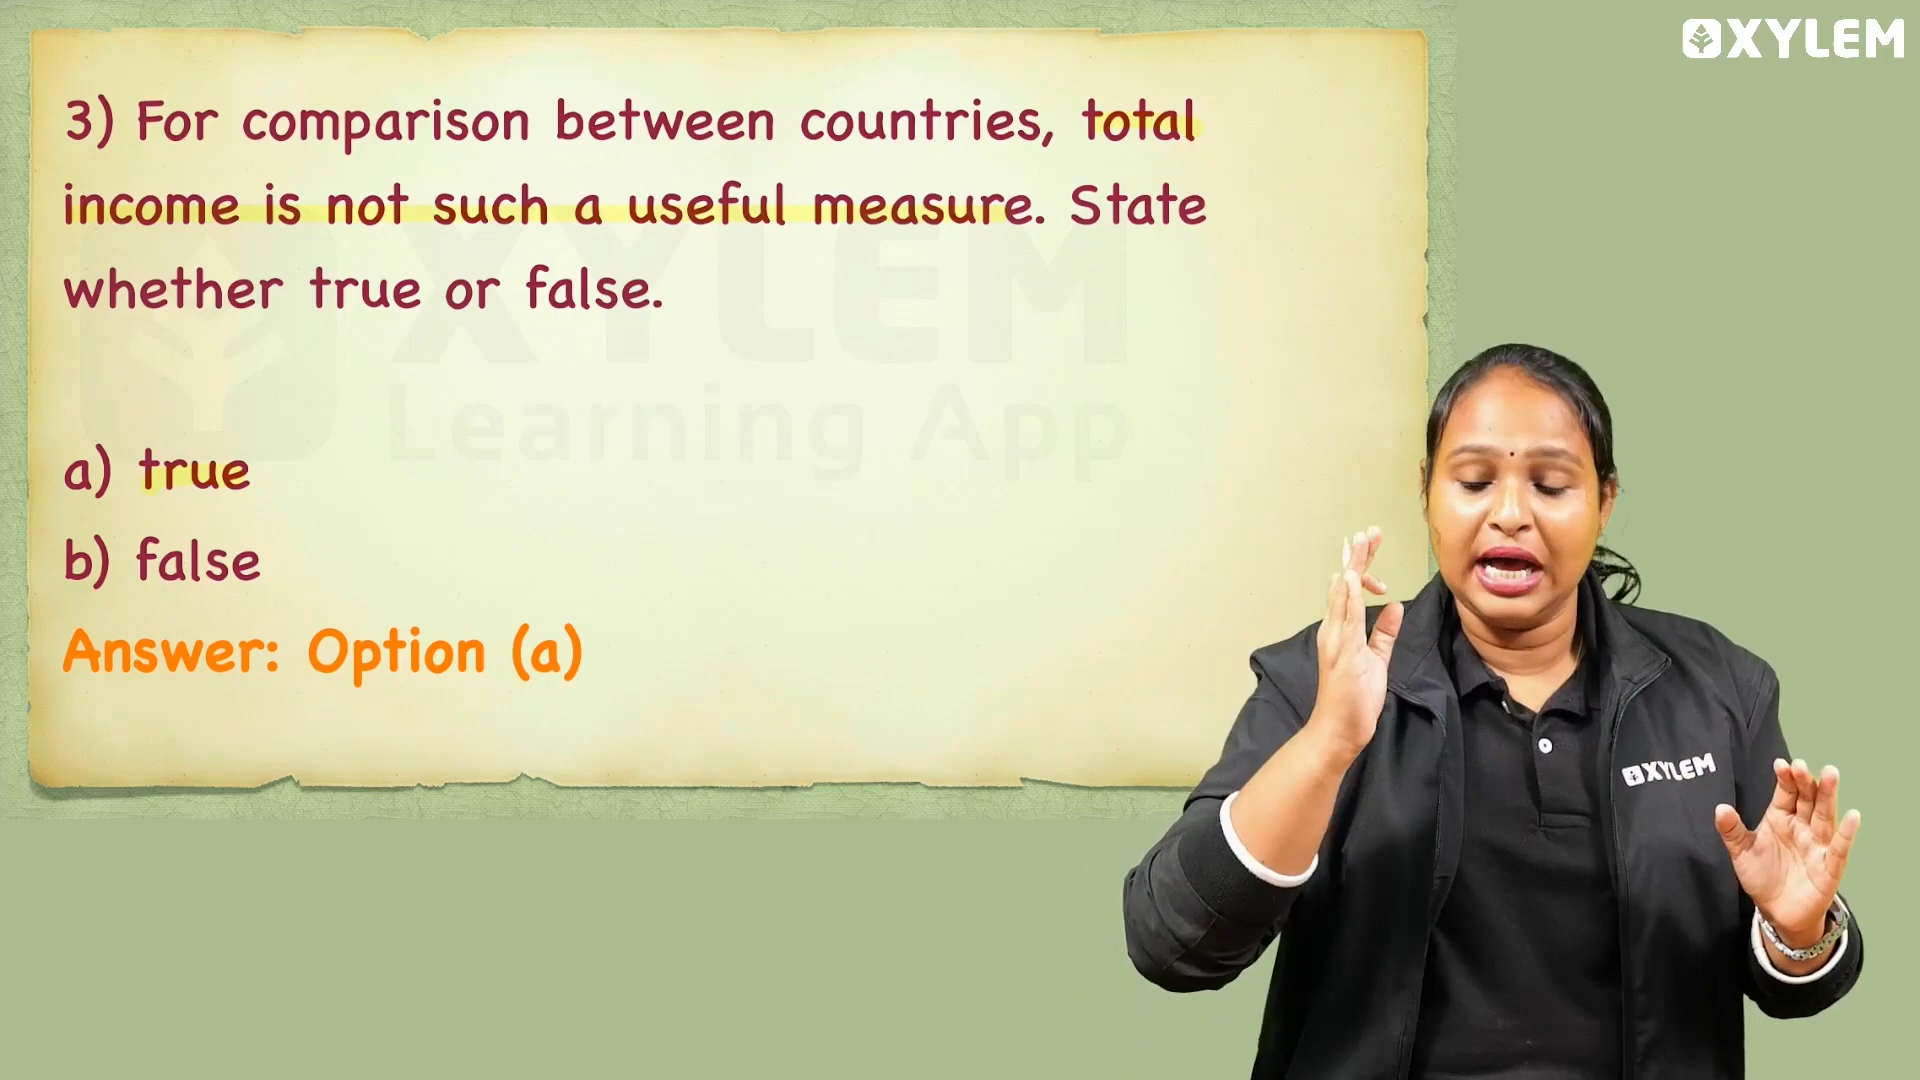 XYLEM
3) For comparison between countries, total
income is not such a useful measure. State
whether true or false.
XYLEM
Learning App
a) true
b) false
Answer: Option (a)
XYLEM